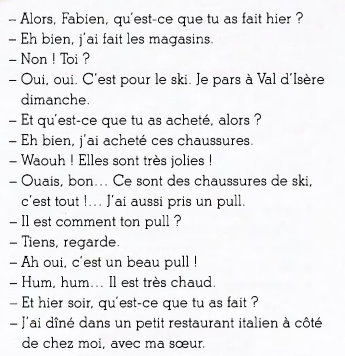 – Alors, Fabien, qu'est-ce que tu as fait hier ?
– Eh bien, j'ai fait les magasins.
– Non ! Toi ?
– Oui, oui. C'est pour le ski. Je pars à Val d'Isère
dimanche.
– Et qu'est-ce que tu as acheté, alors ?
– Eh bien, j'ai acheté ces chaussures.
– Waouh ! Elles sont très jolies !
– Ouais, bon… Ce sont des chaussures de ski,
c'est tout !… J'ai aussi pris un pull.
– Il est comment ton pull ?
– Tiens, regarde.
– Ah oui, c'est un beau pull !
– Hum, hum… Il est très chaud.
– Et hier soir, qu'est-ce que tu as fait ?
– J'ai dîné dans un petit restaurant italien à côté
de chez moi, avec ma sœur.